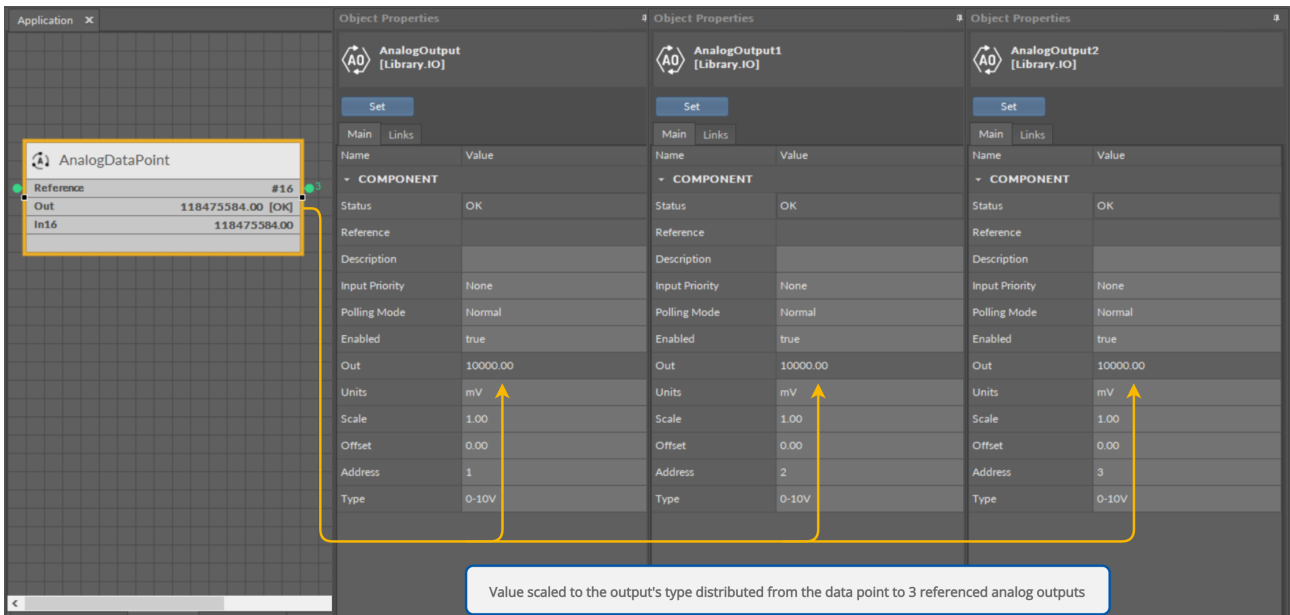 Application ×
AnalogDataPoint
Reference #16 3
Out 118475584.00 [OK]
In16 118475584.00
Object Properties
AO
AnalogOutput
[Library.IO]
Set
Main Links
Name Value
COMPONENT
Status OK
Reference
Description
Input Priority None
Polling Mode Normal
Enabled true
Out 10000.00
Units mV
Scale 1.00
Offset 0.00
Address 1
Type 0-10V
Object Properties
AO
AnalogOutput1
[Library.IO]
Set
Main Links
Name Value
COMPONENT
Status OK
Reference
Description
Input Priority None
Polling Mode Normal
Enabled true
Out 10000.00
Units mV
Scale 1.00
Offset 0.00
Address 2
Type 0-10V
Object Properties
AO
AnalogOutput2
[Library.IO]
Set
Main Links
Name Value
COMPONENT
Status OK
Reference
Description
Input Priority None
Polling Mode Normal
Enabled true
Out 10000.00
Units mV
Scale 1.00
Offset 0.00
Address 3
Type 0-10V
Value scaled to the output's type distributed from the data point to 3 referenced analog outputs